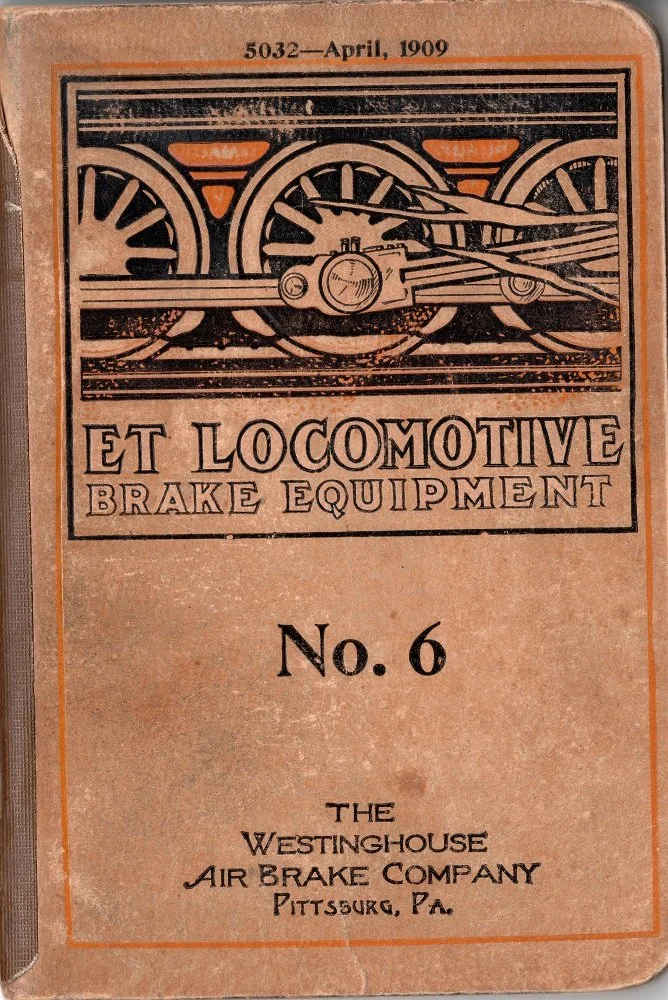 5032—April, 1909
ET LOCOMOTIVE
BRAKE EQUIPMENT
No. 6
THE
WESTINGHOUSE
AIR BRAKE COMPANY
PITTSBURG, PA.